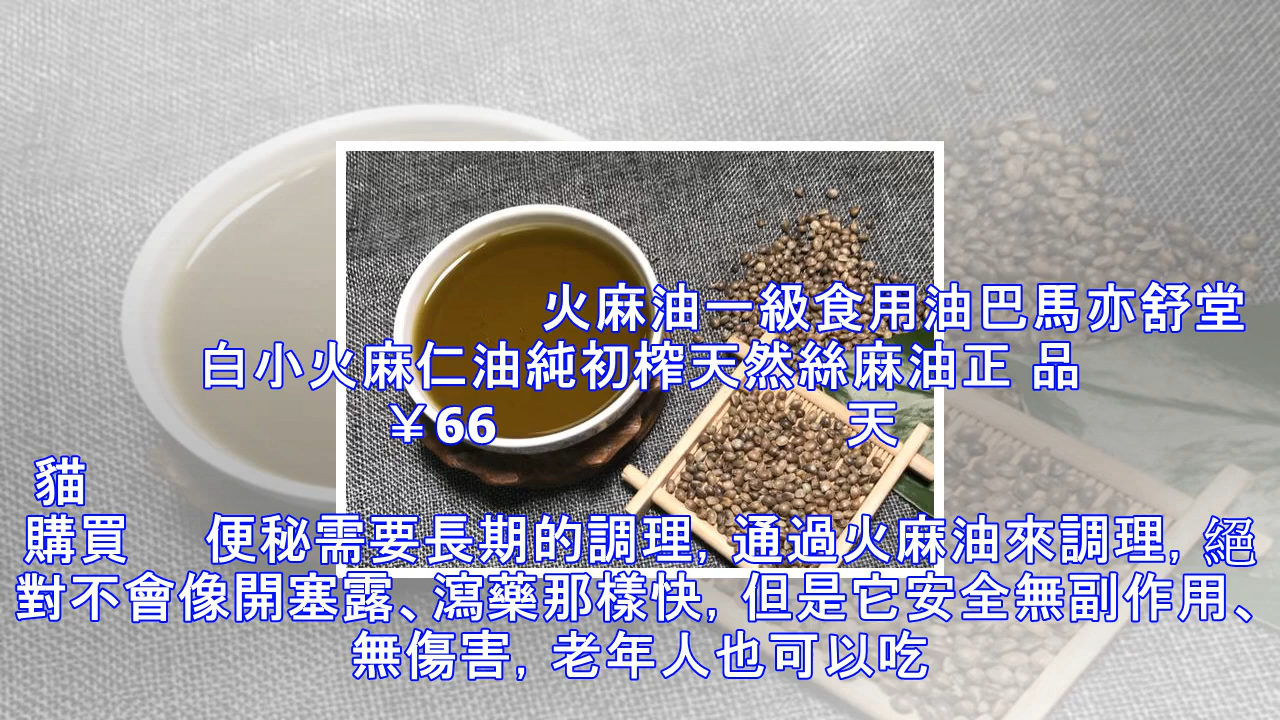 火麻油一級食用油巴馬亦舒堂
白小火麻仁油純初榨天然絲麻油正 品
￥66 天
貓
購買 便秘需要長期的調理, 通過火麻油來調理, 絕
對不會像開塞露、瀉藥那樣快, 但是它安全無副作用、
無傷害, 老年人也可以吃